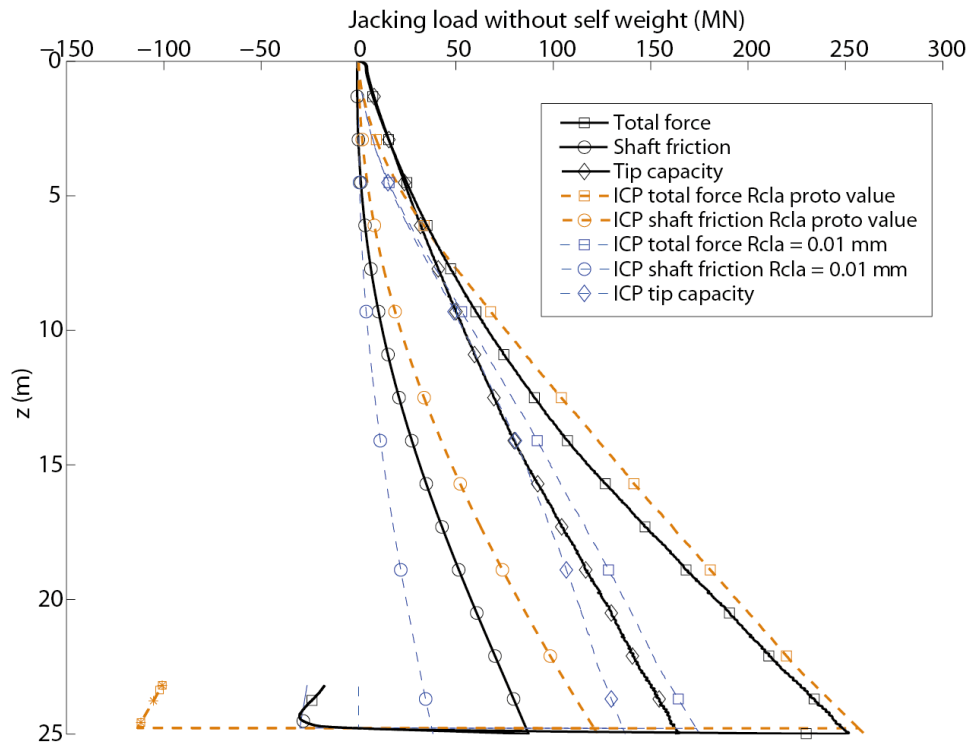 Jacking load without self weight (MN)
−150 −100 −50 0 50 100 150 200 250 300
0
5
10
15
20
25
z (m)
Total force
Shaft friction
Tip capacity
ICP total force Rcla proto value
ICP shaft friction Rcla proto value
ICP total force Rcla = 0.01 mm
ICP shaft friction Rcla = 0.01 mm
ICP tip capacity